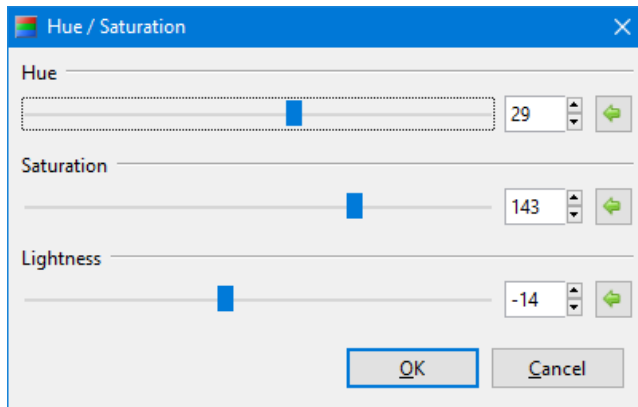 Hue / Saturation
Hue
29
Saturation
143
Lightness
-14
OK
Cancel